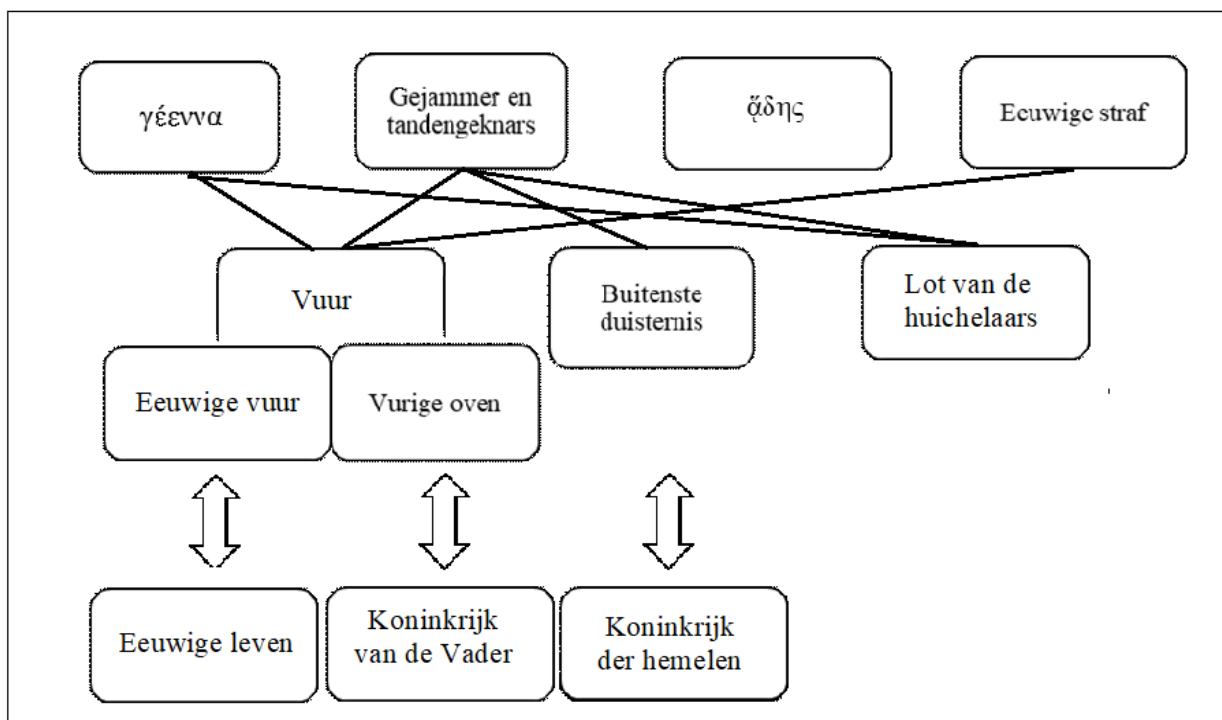 γέεννα
Gejammer en
tandengeknars
ᾅδης
Eeuwige straf
Vuur
Buitenste
duisternis
Lot van de
huichelaars
Eeuwige vuur
Vurige oven
Eeuwige leven
Koninkrijk
van de Vader
Koninkrijk
der hemelen